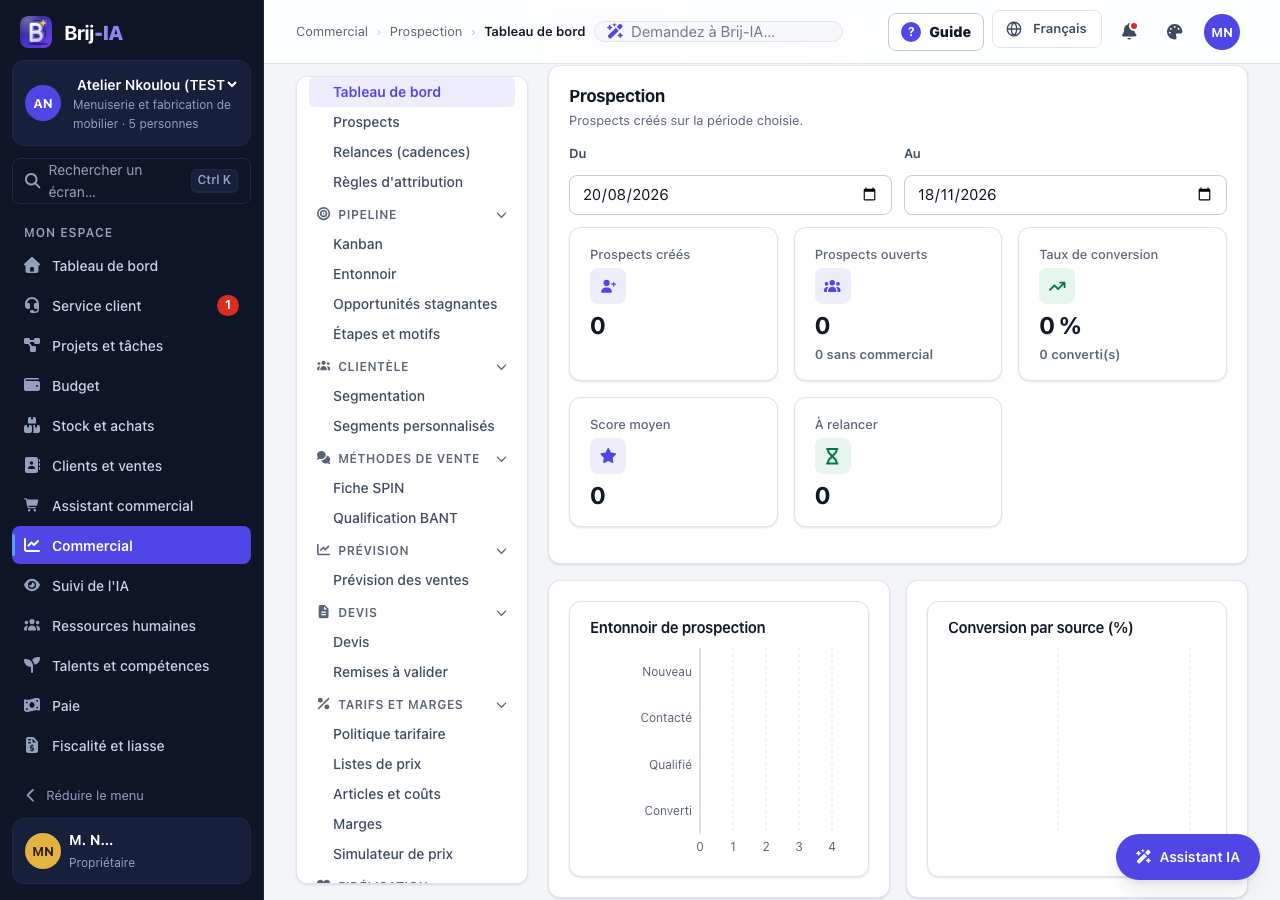 Brij-IA
AN
Atelier Nkoulou (TEST
Menuiserie et fabrication de
mobilier · 5 personnes
Rechercher un
écran...
Ctrl K
MON ESPACE
Tableau de bord
Service client
1
Projets et tâches
Budget
Stock et achats
Clients et ventes
Assistant commercial
Commercial
Suivi de l'IA
Ressources humaines
Talents et compétences
Paie
Fiscalité et liasse
Réduire le menu
MN
M. N...
Propriétaire
Commercial › Prospection › Tableau de bord
Demandez à Brij-IA...
? Guide
Français
MN
Tableau de bord
Prospects
Relances (cadences)
Règles d'attribution
PIPELINE
Kanban
Entonnoir
Opportunités stagnantes
Étapes et motifs
CLIENTÈLE
Segmentation
Segments personnalisés
MÉTHODES DE VENTE
Fiche SPIN
Qualification BANT
PRÉVISION
Prévision des ventes
DEVIS
Devis
Remises à valider
TARIFS ET MARGES
Politique tarifaire
Listes de prix
Articles et coûts
Marges
Simulateur de prix
Prospection
Prospects créés sur la période choisie.
Du
Au
20/08/2026
18/11/2026
Prospects créés
0
Prospects ouverts
0
0 sans commercial
Taux de conversion
0 %
0 converti(s)
Score moyen
0
À relancer
0
Entonnoir de prospection
Nouveau
Contacté
Qualifié
Converti
0 1 2 3 4
Conversion par source (%)
Assistant IA